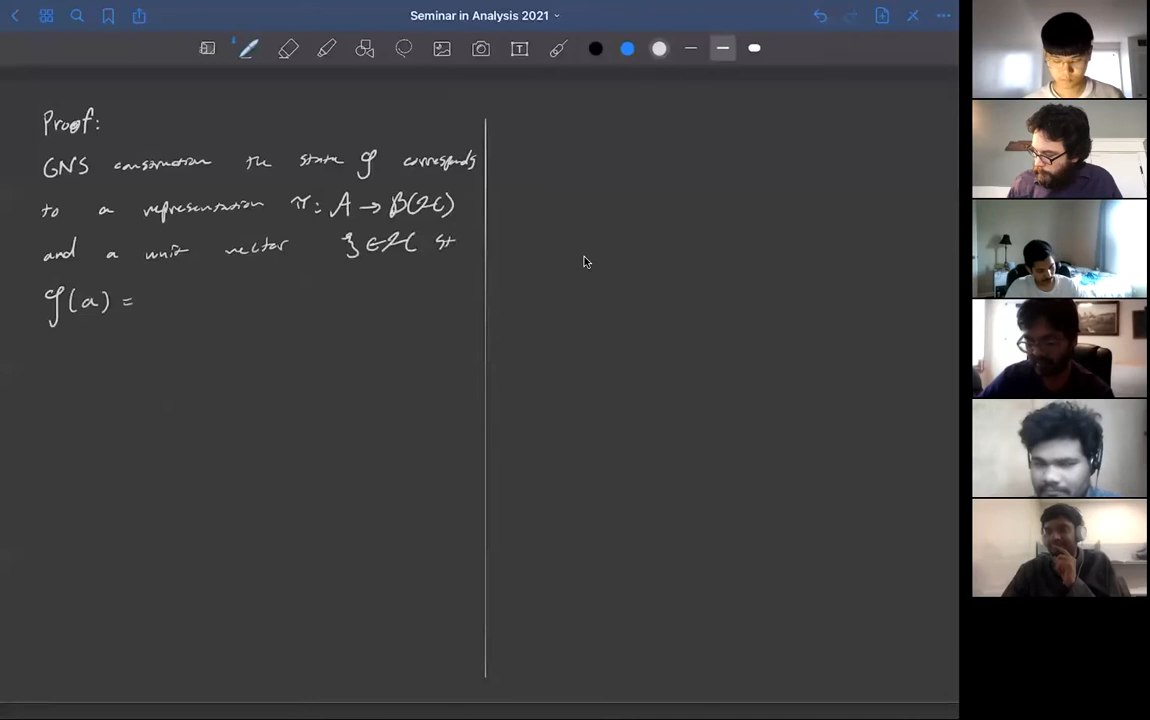 Seminar in Analysis 2021
Proof:
GNS construction the state φ corresponds
to a representation π: A → B(ℋ)
and a unit vector ξ ∈ ℋ st
φ(a) =